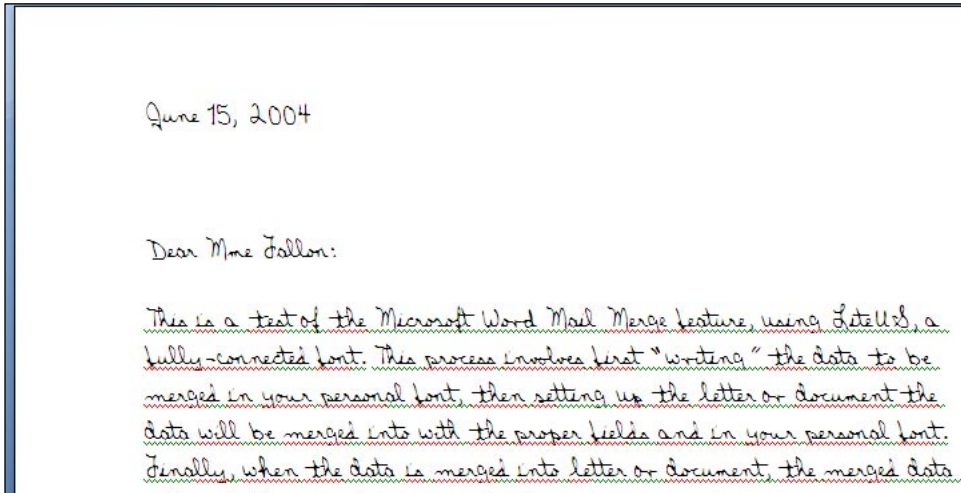 June 15, 2004
Dear Mme Fallon:
This is a test of the Microsoft Word Mail Merge feature, using LeteU.S, a
fully-connected font. This process involves first "writing" the data to be
merged in your personal font, then setting up the letter or document the
data will be merged into with the proper fields and in your personal font.
Finally, when the data is merged into letter or document, the merged data